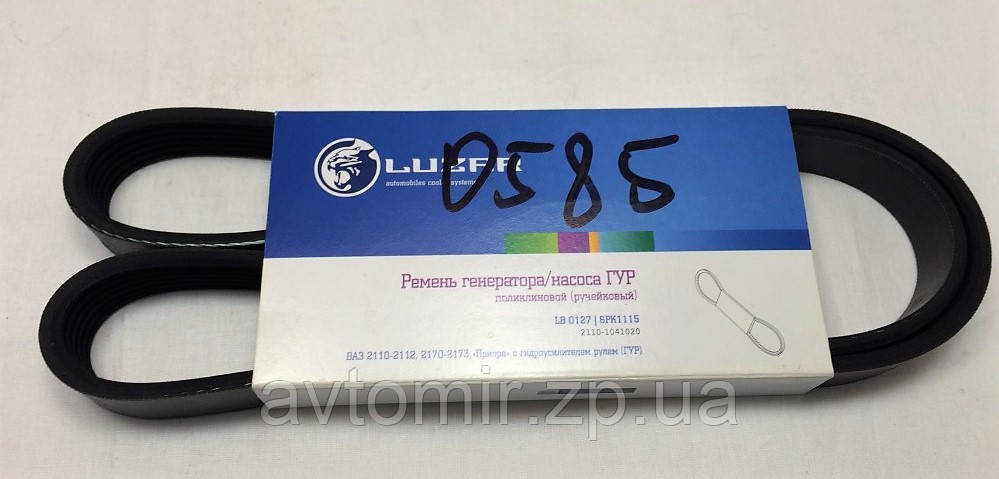 LUZAR
automobiles cooling systems
0585
Ремень генератора/насоса ГУР
поликлиновой (ручейковый)
LB 0127 | 6PK1115
2110-1041020
ВАЗ 2110-2112, 2170-2173 «Приора» с гидроусилителем руля (ГУР)
avtomir.zp.ua